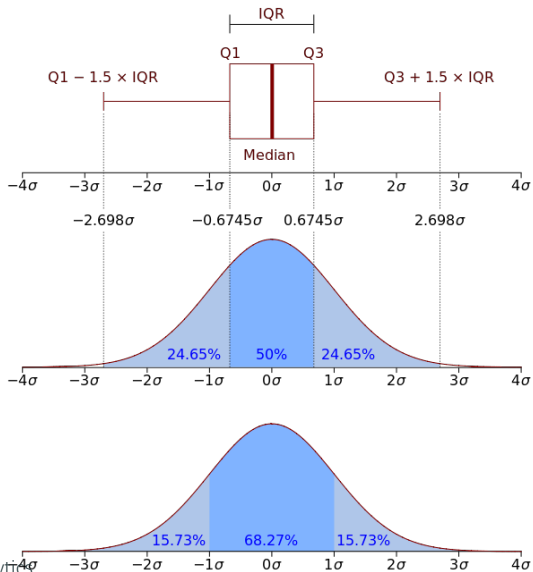 IQR
Q1 Q3
Q1 − 1.5 × IQR Q3 + 1.5 × IQR
Median
−4σ −3σ −2σ −1σ 0σ 1σ 2σ 3σ 4σ
−2.698σ −0.6745σ 0.6745σ 2.698σ
24.65% 50% 24.65%
−4σ −3σ −2σ −1σ 0σ 1σ 2σ 3σ 4σ
15.73% 68.27% 15.73%
−3σ −2σ −1σ 0σ 1σ 2σ 3σ 4σ